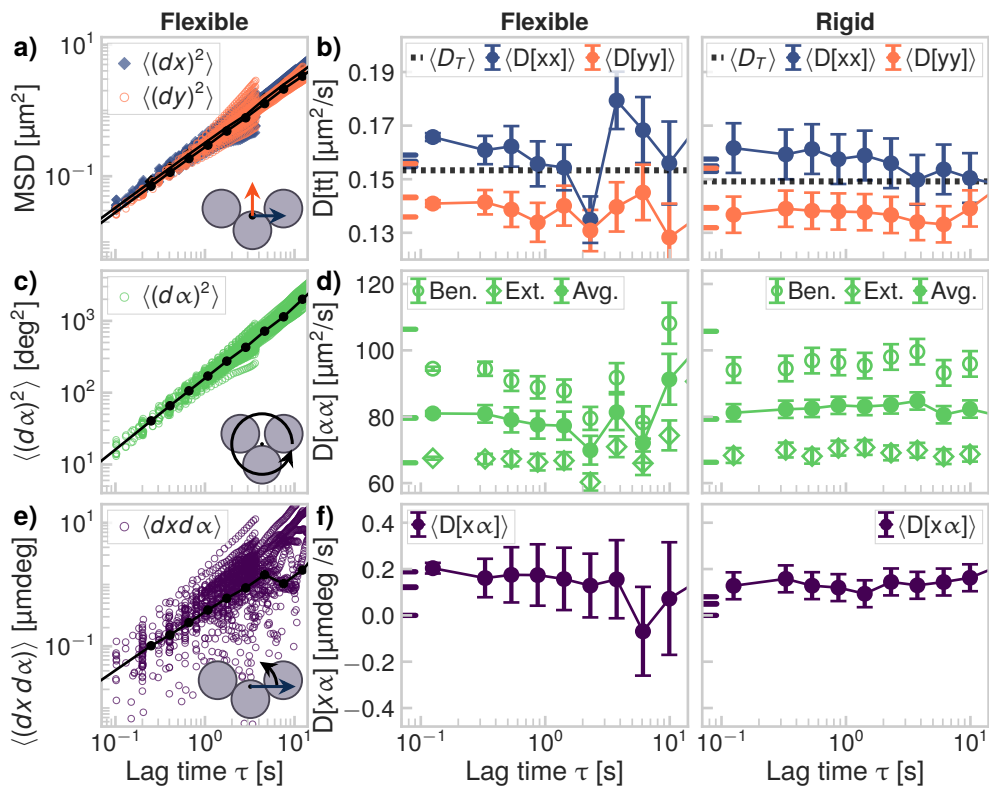 Flexible
Flexible
Rigid
a)
⟨(dx)²⟩
⟨(dy)²⟩
MSD [µm²]
10¹
10⁻¹
b)
⟨D_T⟩ ⟨D[xx]⟩ ⟨D[yy]⟩
⟨D_T⟩ ⟨D[xx]⟩ ⟨D[yy]⟩
D[tt] [µm²/s]
0.19
0.17
0.15
0.13
c)
⟨(dα)²⟩
⟨(dα)²⟩ [deg²]
10³
10²
10¹
d)
Ben. Ext. Avg.
Ben. Ext. Avg.
D[αα] [µm²/s]
120
100
80
60
e)
⟨dxdα⟩
⟨(dx dα)⟩ [µmdeg]
10¹
10⁻¹
f)
⟨D[xα]⟩
⟨D[xα]⟩
D[xα] [µmdeg /s]
0.4
0.2
0.0
−0.2
−0.4
10⁻¹ 10⁰ 10¹
10⁻¹ 10⁰ 10¹
10⁻¹ 10⁰ 10¹
Lag time τ [s]
Lag time τ [s]
Lag time τ [s]